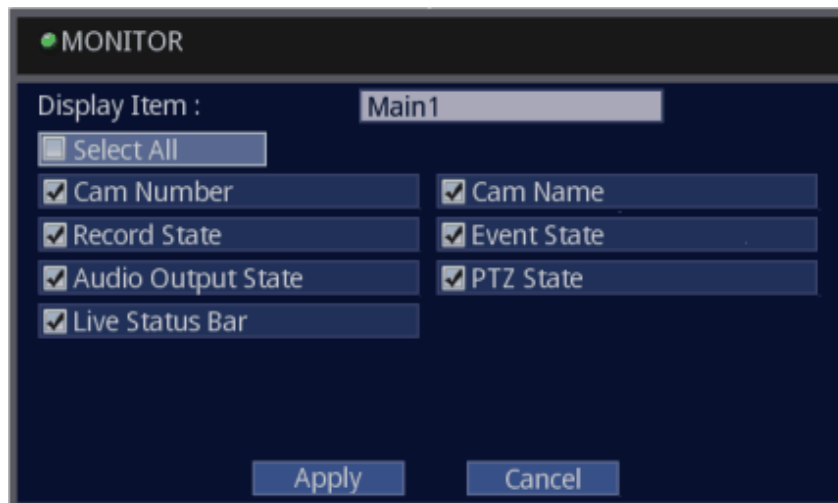 MONITOR
Display Item : Main1
Select All
Cam Number Cam Name
Record State Event State
Audio Output State PTZ State
Live Status Bar
Apply Cancel